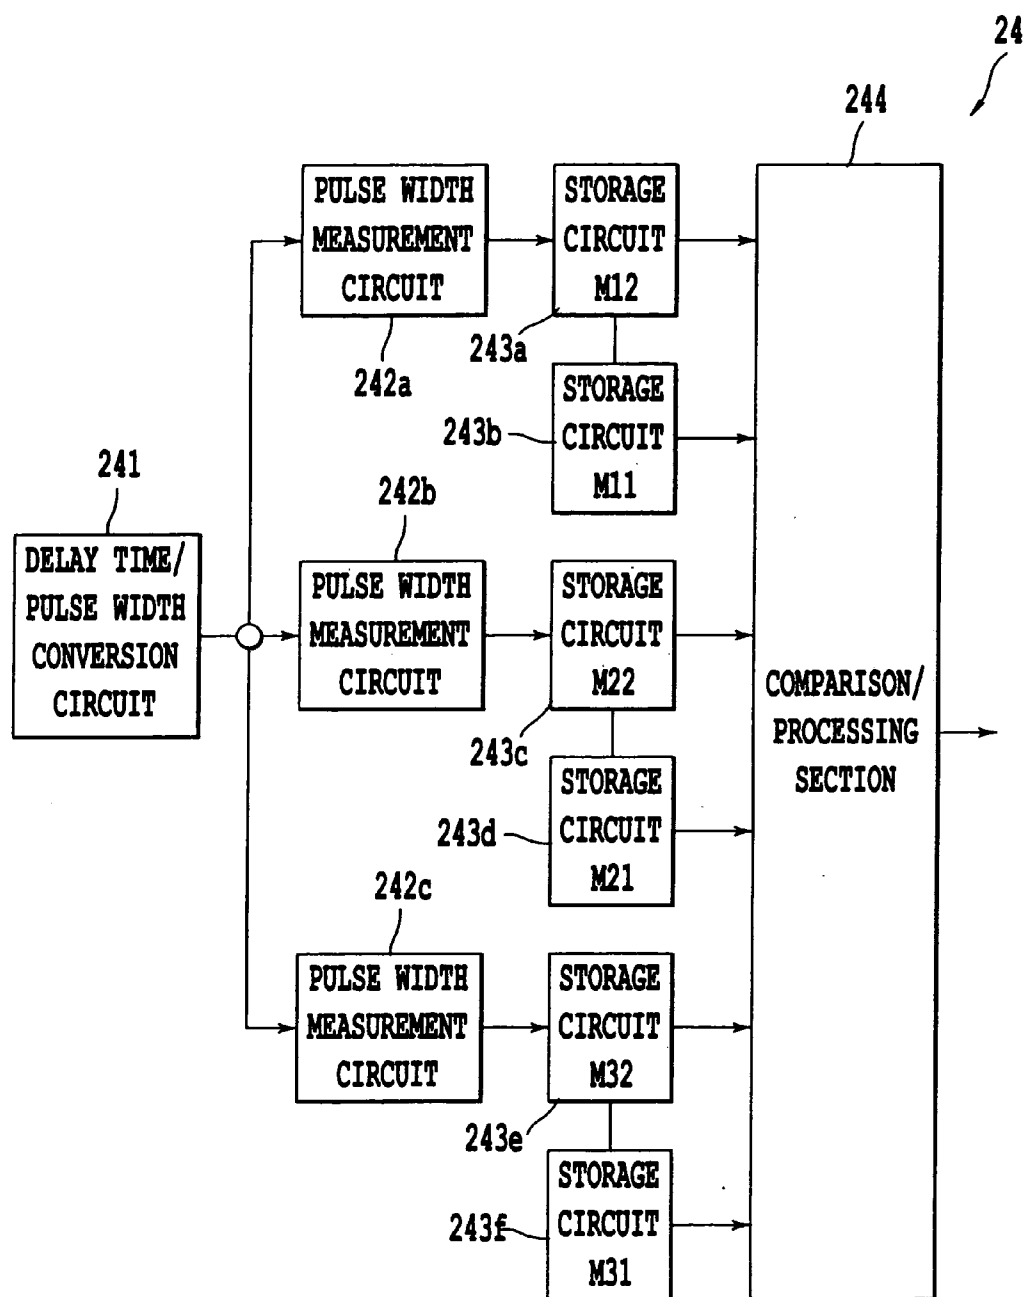 24
244
PULSE WIDTH
MEASUREMENT
CIRCUIT
242a
STORAGE
CIRCUIT
M12
243a
STORAGE
CIRCUIT
M11
243b
241
DELAY TIME/
PULSE WIDTH
CONVERSION
CIRCUIT
242b
PULSE WIDTH
MEASUREMENT
CIRCUIT
STORAGE
CIRCUIT
M22
243c
COMPARISON/
PROCESSING
SECTION
STORAGE
CIRCUIT
M21
243d
242c
PULSE WIDTH
MEASUREMENT
CIRCUIT
STORAGE
CIRCUIT
M32
243e
STORAGE
CIRCUIT
M31
243f